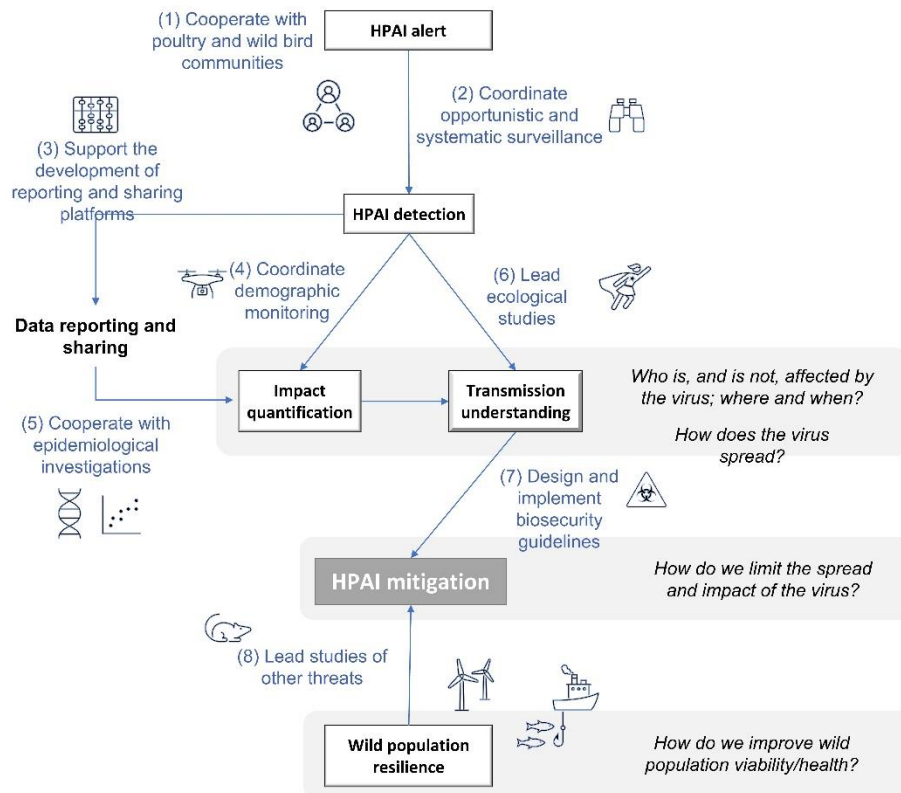 (1) Cooperate with
poultry and wild bird
communities
HPAI alert
(2) Coordinate
opportunistic and
systematic surveillance
(3) Support the
development of
reporting and sharing
platforms
HPAI detection
(4) Coordinate
demographic
monitoring
(6) Lead
ecological
studies
Data reporting and
sharing
Impact
quantification
Transmission
understanding
Who is, and is not, affected by
the virus; where and when?
How does the virus
spread?
(5) Cooperate with
epidemiological
investigations
(7) Design and
implement
biosecurity
guidelines
HPAI mitigation
How do we limit the spread
and impact of the virus?
(8) Lead studies of
other threats
Wild population
resilience
How do we improve wild
population viability/health?